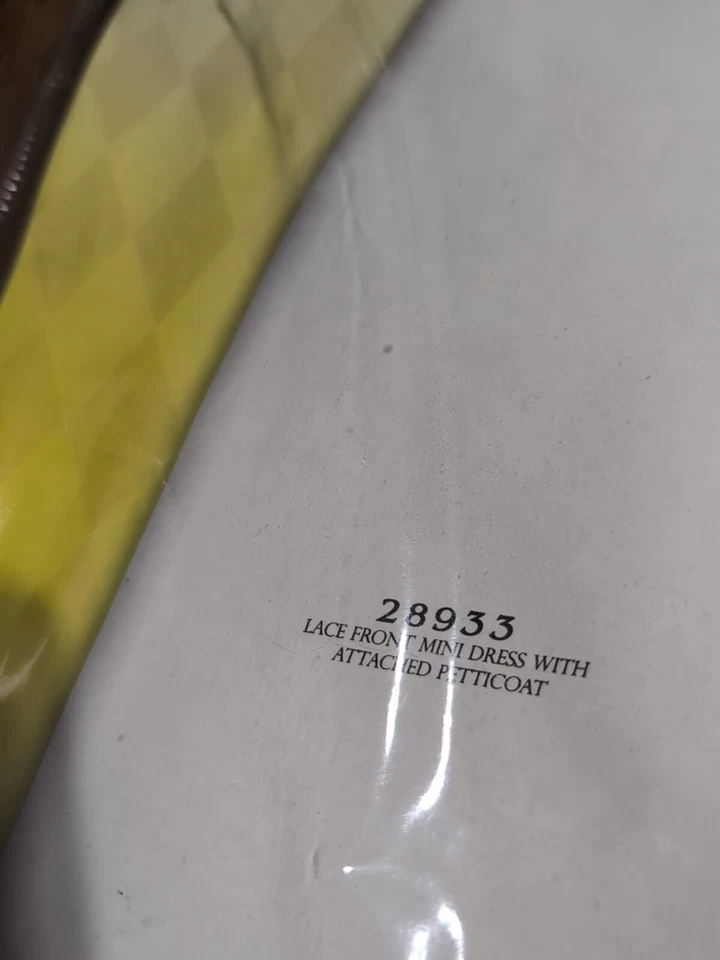 28933
LACE FRONT MINI DRESS WITH
ATTACHED PETTICOAT